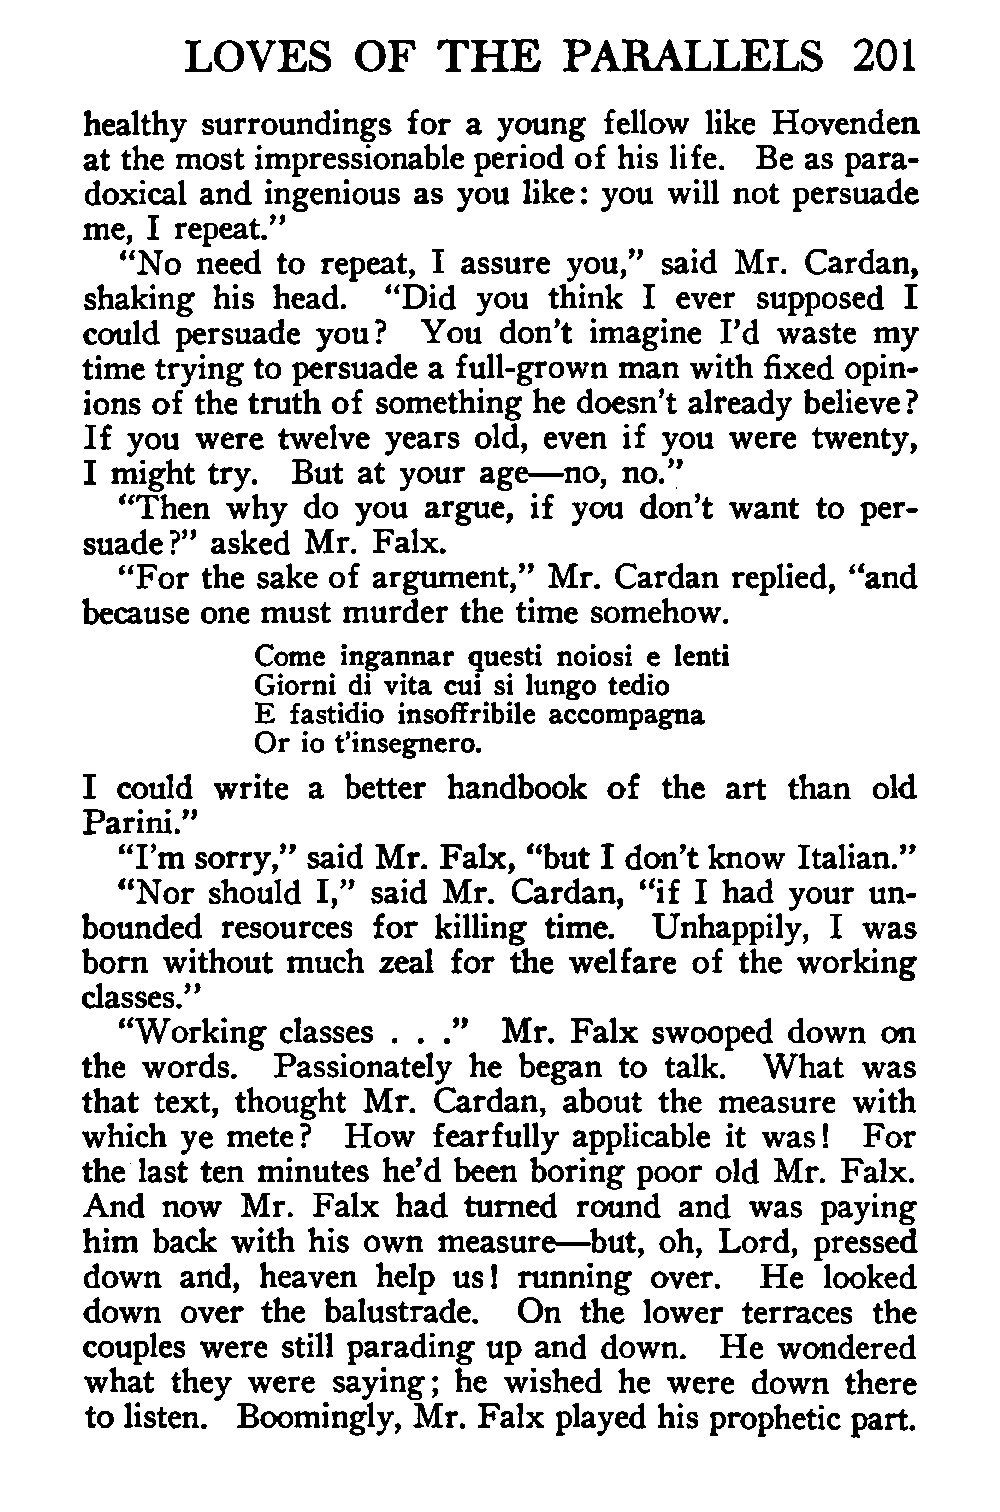 LOVES OF THE PARALLELS 201
healthy surroundings for a young fellow like Hovenden
at the most impressionable period of his life. Be as para-
doxical and ingenious as you like: you will not persuade
me, I repeat.”
“No need to repeat, I assure you,” said Mr. Cardan,
shaking his head. “Did you think I ever supposed I
could persuade you? You don’t imagine I’d waste my
time trying to persuade a full-grown man with fixed opin-
ions of the truth of something he doesn’t already believe?
If you were twelve years old, even if you were twenty,
I might try. But at your age—no, no.”
“Then why do you argue, if you don’t want to per-
suade?” asked Mr. Falx.
“For the sake of argument,” Mr. Cardan replied, “and
because one must murder the time somehow.
Come ingannar questi noiosi e lenti
Giorni di vita cui si lungo tedio
E fastidio insoffribile accompagna
Or io t’insegnero.
I could write a better handbook of the art than old
Parini.”
“I’m sorry,” said Mr. Falx, “but I don’t know Italian.”
“Nor should I,” said Mr. Cardan, “if I had your un-
bounded resources for killing time. Unhappily, I was
born without much zeal for the welfare of the working
classes.”
“Working classes . . .” Mr. Falx swooped down on
the words. Passionately he began to talk. What was
that text, thought Mr. Cardan, about the measure with
which ye mete? How fearfully applicable it was! For
the last ten minutes he’d been boring poor old Mr. Falx.
And now Mr. Falx had turned round and was paying
him back with his own measure—but, oh, Lord, pressed
down and, heaven help us! running over. He looked
down over the balustrade. On the lower terraces the
couples were still parading up and down. He wondered
what they were saying; he wished he were down there
to listen. Boomingly, Mr. Falx played his prophetic part.